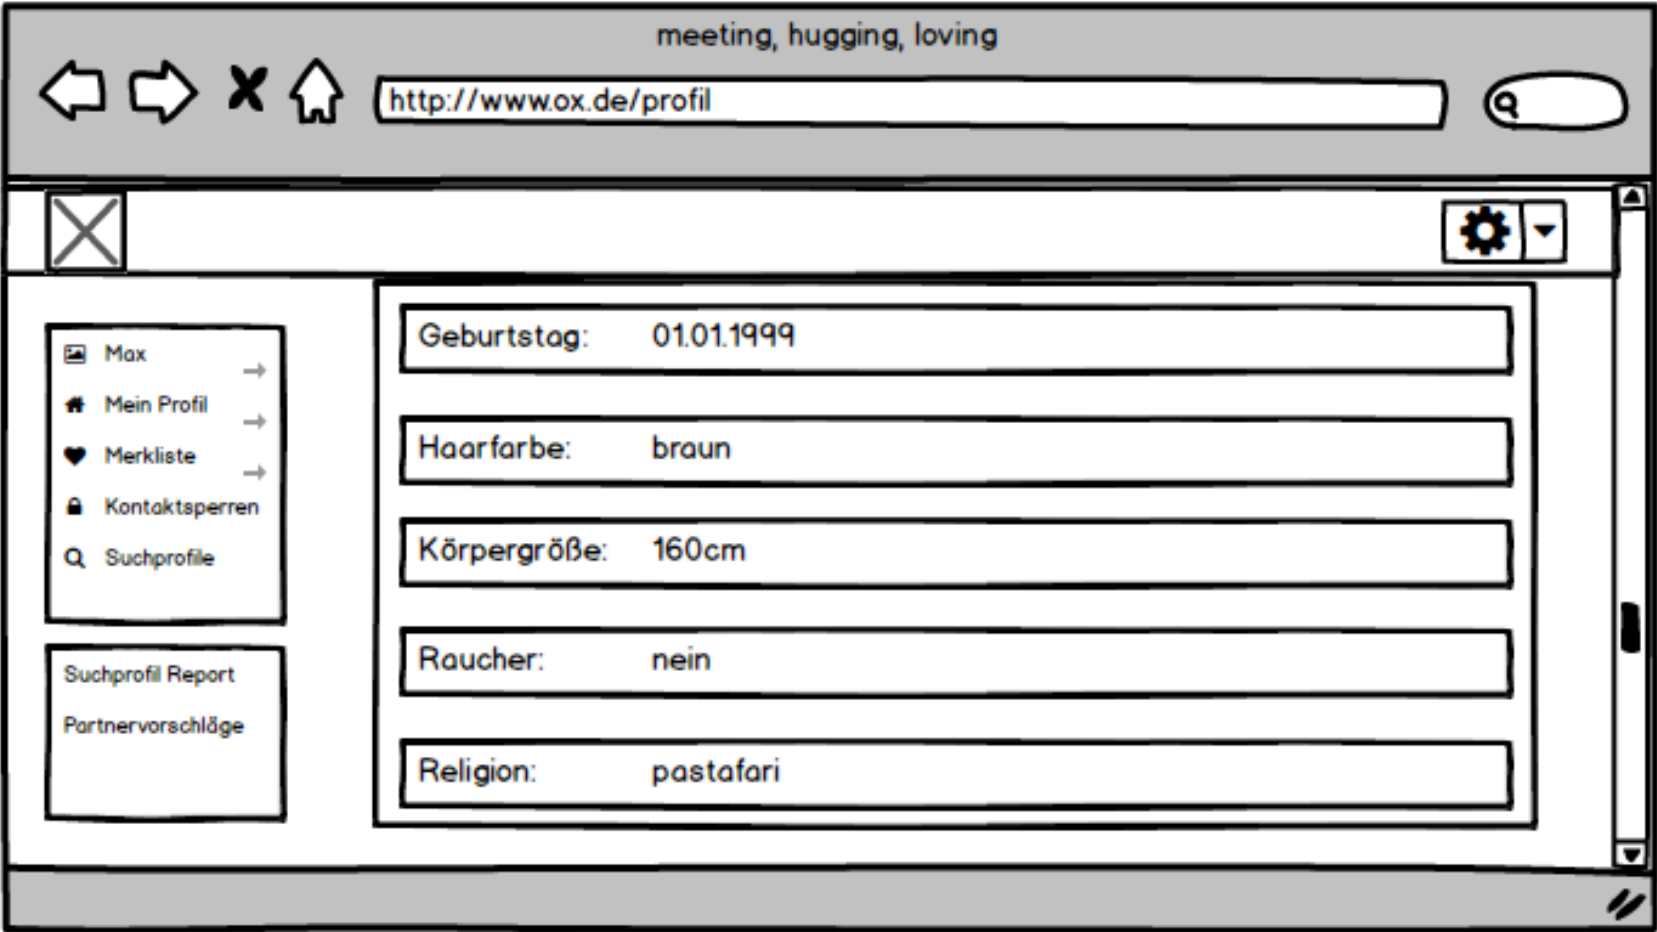 meeting, hugging, loving
http://www.ox.de/profil
Max
Mein Profil
Merkliste
Kontaktsperren
Suchprofile
Suchprofil Report
Partnervorschläge
Geburtstag: 01.01.1999
Haarfarbe: braun
Körpergröße: 160cm
Raucher: nein
Religion: pastafari